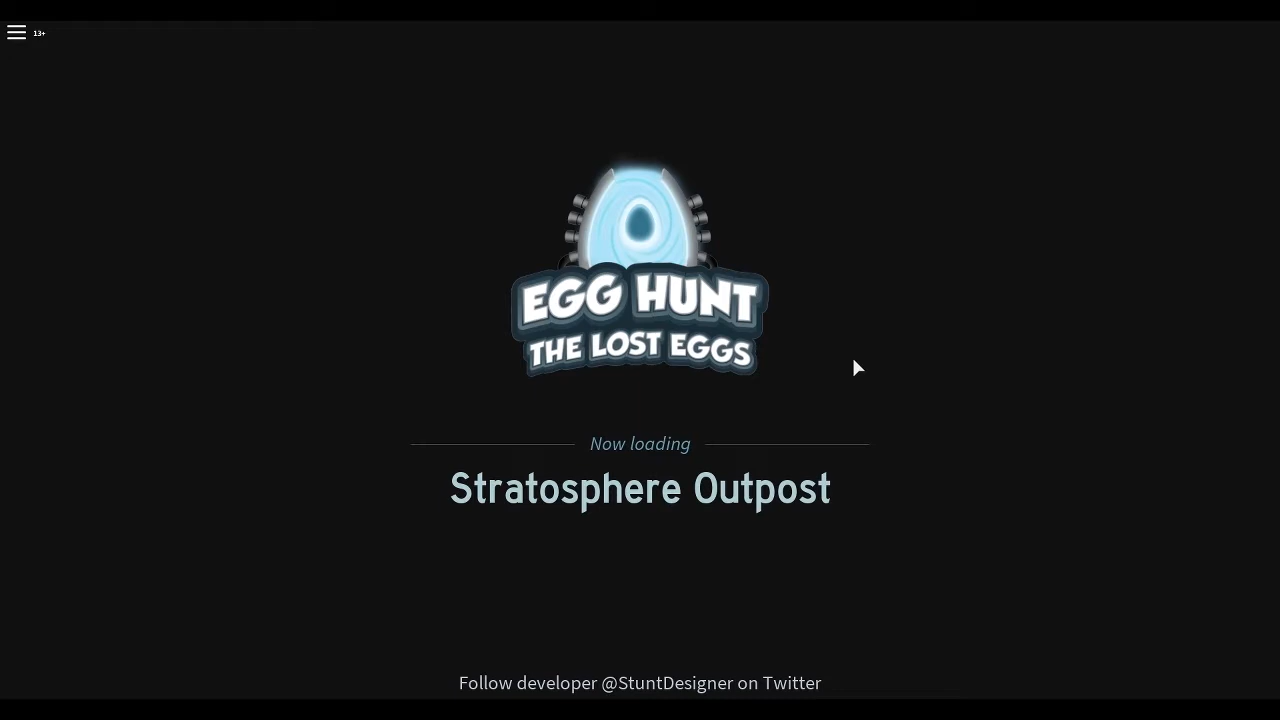 13+
EGG HUNT
THE LOST EGGS
Now loading
Stratosphere Outpost
Follow developer @StuntDesigner on Twitter